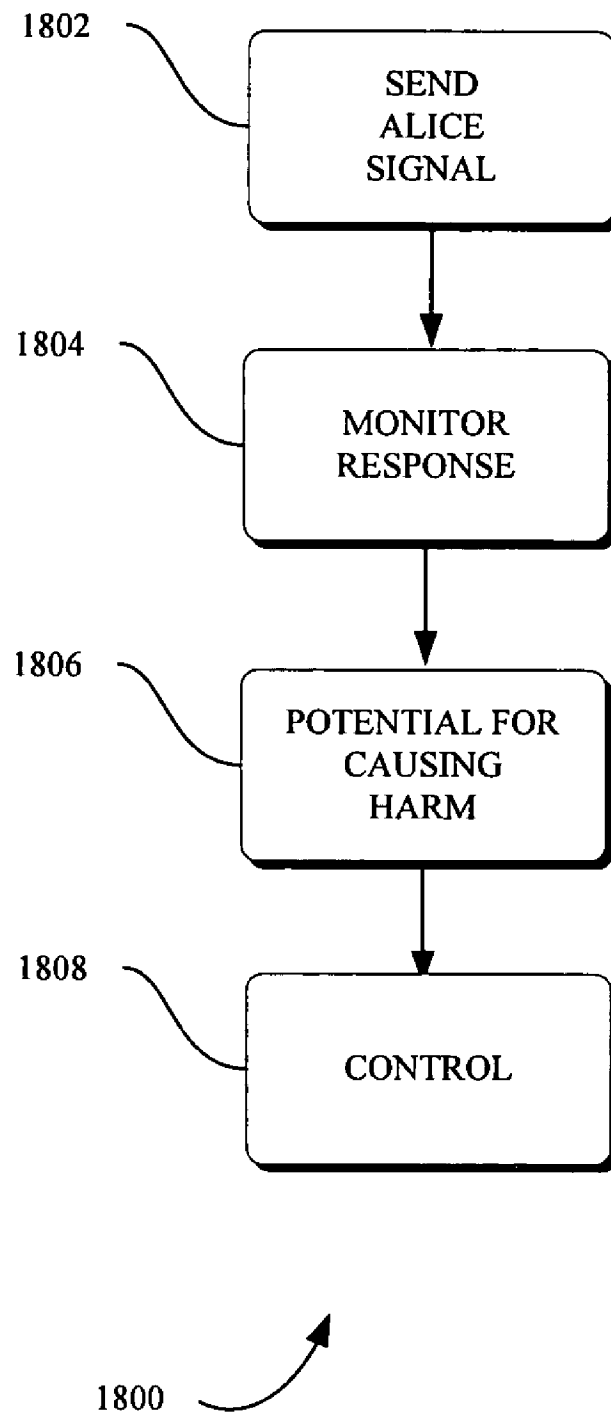 1802
SEND
ALICE
SIGNAL
1804
MONITOR
RESPONSE
1806
POTENTIAL FOR
CAUSING
HARM
1808
CONTROL
1800